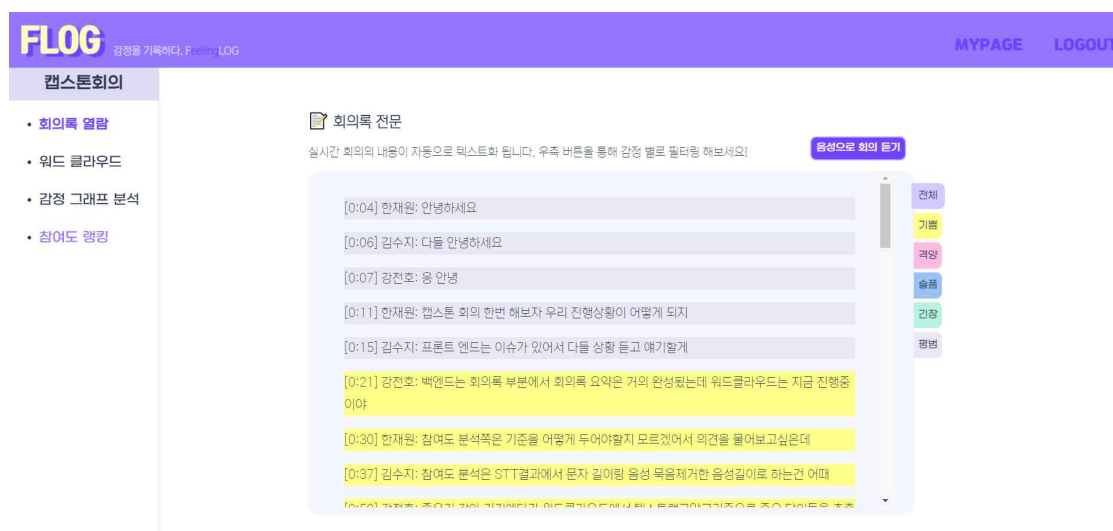 FLOG 감정을 기록하다. FeelingLOG
MYPAGE LOGOUT
캡스톤회의
• 회의록 열람
• 워드 클라우드
• 감정 그래프 분석
• 참여도 랭킹
회의록 전문
실시간 회의의 내용이 자동으로 텍스트화 됩니다. 우측 버튼을 통해 감정 별로 필터링 해보세요!
음성으로 회의 듣기
[0:04] 한재원: 안녕하세요
[0:06] 김수지: 다들 안녕하세요
[0:07] 강전호: 응 안녕
[0:11] 한재원: 캡스톤 회의 한번 해보자 우리 진행상황이 어떻게 되지
[0:15] 김수지: 프론트 엔드는 이슈가 있어서 다들 상황 듣고 얘기할게
[0:21] 강전호: 백엔드는 회의록 부분에서 회의록 요약은 거의 완성됬는데 워드클라우드는 지금 진행중
이야
[0:30] 한재원: 참여도 분석쪽은 기준을 어떻게 두어야할지 모르겠어서 의견을 물어보고싶은데
[0:37] 김수지: 참여도 분석은 STT결과에서 문자 길이랑 음성 묵음제거한 음성길이로 하는건 어때
전체
기쁨
격양
슬픔
긴장
평범